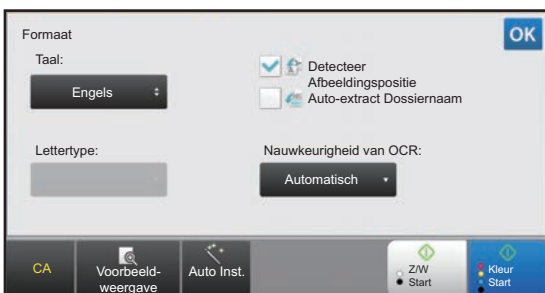 Formaat
OK
Taal:
Engels
Detecteer
Afbeeldingspositie
Auto-extract Dossiernaam
Lettertype:
Nauwkeurigheid van OCR:
Automatisch
CA
Voorbeeld-
weergave
Auto Inst.
Z/W
Start
Kleur
Start